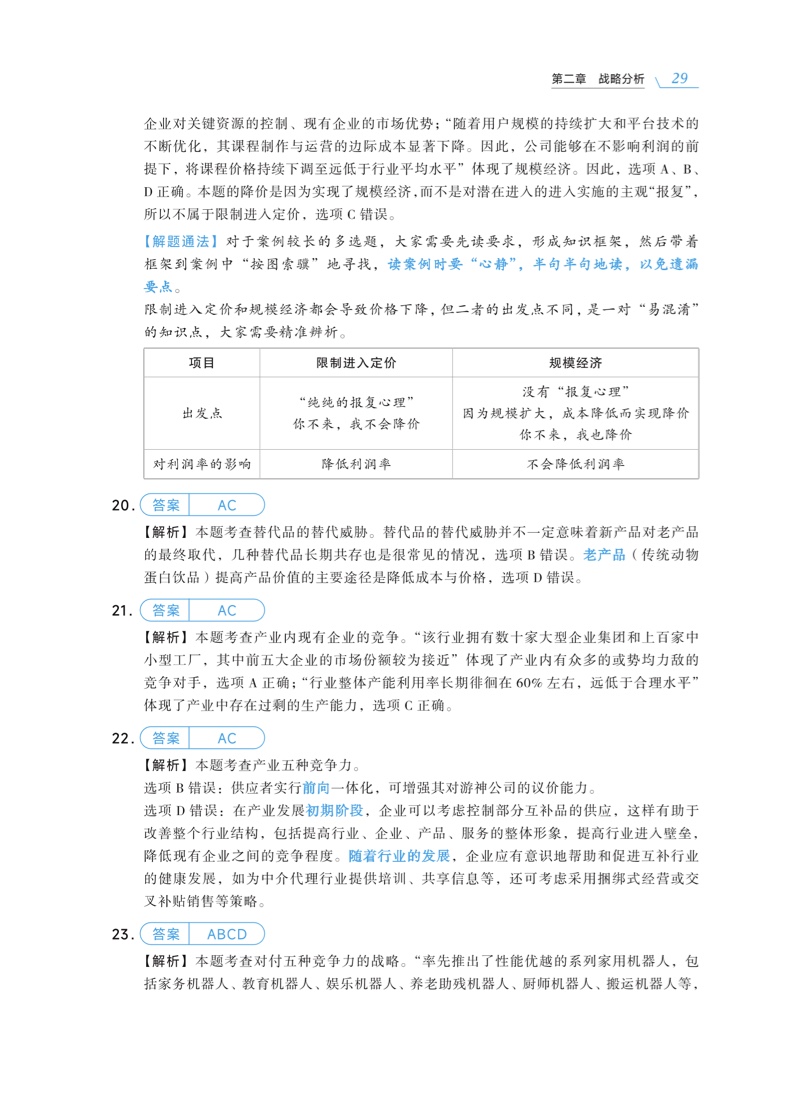 第二章 战略分析 29
企业对关键资源的控制、现有企业的市场优势；“随着用户规模的持续扩大和平台技术的
不断优化，其课程制作与运营的边际成本显著下降。因此，公司能够在不影响利润的前
提下，将课程价格持续下调至远低于行业平均水平”体现了规模经济。因此，选项 A、B、
D 正确。本题的降价是因为实现了规模经济，而不是对潜在进入的进入实施的主观“报复”，
所以不属于限制进入定价，选项 C 错误。
【解题通法】对于案例较长的多选题，大家需要先读要求，形成知识框架，然后带着
框架到案例中“按图索骥”地寻找，读案例时要“心静”，半句半句地读，以免遗漏
要点。
限制进入定价和规模经济都会导致价格下降，但二者的出发点不同，是一对“易混淆”
的知识点，大家需要精准辨析。
项目 限制进入定价 规模经济
出发点
“纯纯的报复心理”
你不来，我不会降价
没有“报复心理”
因为规模扩大，成本降低而实现降价
你不来，我也降价
对利润率的影响 降低利润率 不会降低利润率
20. 答案 AC
【解析】本题考查替代品的替代威胁。替代品的替代威胁并不一定意味着新产品对老产品
的最终取代，几种替代品长期共存也是很常见的情况，选项 B 错误。老产品（传统动物
蛋白饮品）提高产品价值的主要途径是降低成本与价格，选项 D 错误。
21. 答案 AC
【解析】本题考查产业内现有企业的竞争。“该行业拥有数十家大型企业集团和上百家中
小型工厂，其中前五大企业的市场份额较为接近”体现了产业内有众多的或势均力敌的
竞争对手，选项 A 正确；“行业整体产能利用率长期徘徊在 60% 左右，远低于合理水平”
体现了产业中存在过剩的生产能力，选项 C 正确。
22. 答案 AC
【解析】本题考查产业五种竞争力。
选项 B 错误：供应者实行前向一体化，可增强其对游神公司的议价能力。
选项 D 错误：在产业发展初期阶段，企业可以考虑控制部分互补品的供应，这样有助于
改善整个行业结构，包括提高行业、企业、产品、服务的整体形象，提高行业进入壁垒，
降低现有企业之间的竞争程度。随着行业的发展，企业应有意识地帮助和促进互补行业
的健康发展，如为中介代理行业提供培训、共享信息等，还可考虑采用捆绑式经营或交
叉补贴销售等策略。
23. 答案 ABCD
【解析】本题考查对付五种竞争力的战略。“率先推出了性能优越的系列家用机器人，包
括家务机器人、教育机器人、娱乐机器人、养老助残机器人、厨师机器人、搬运机器人等，